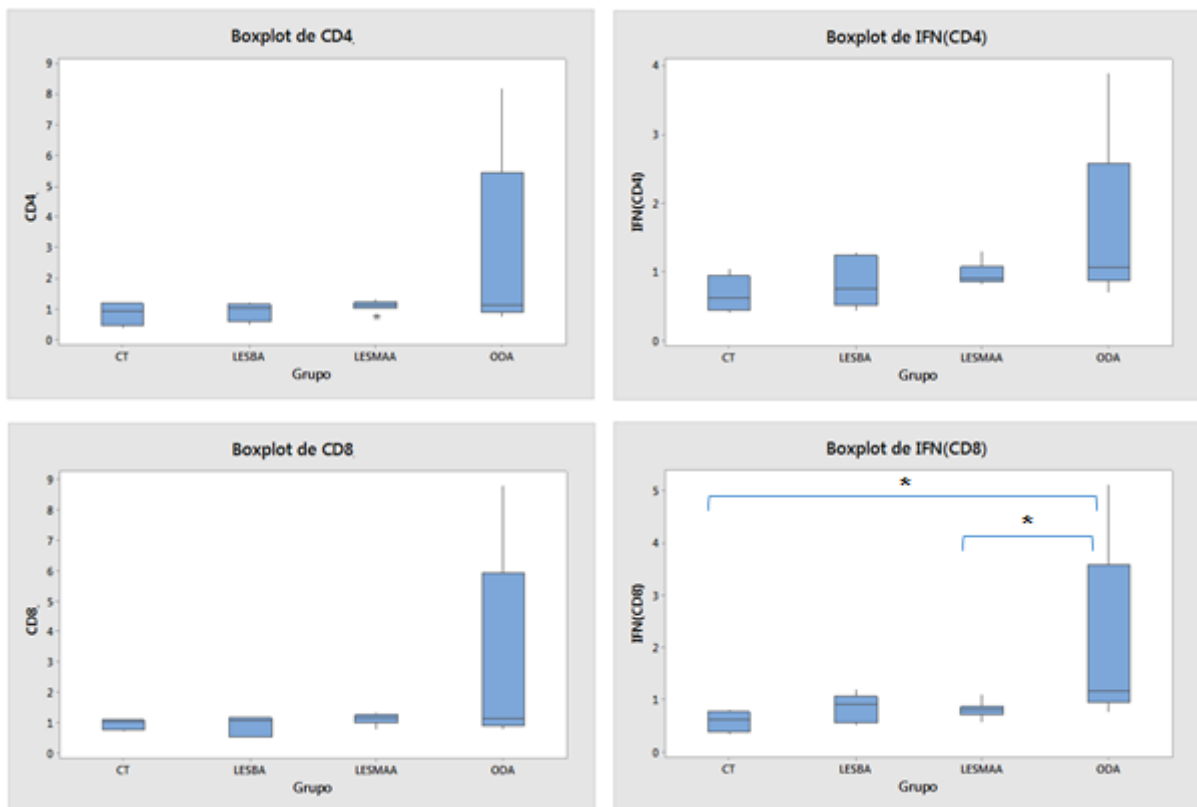 Boxplot de CD4
9
8
7
6
5
4
3
2
1
0
CD4
*
CT LESBA LESMAA ODA
Grupo
Boxplot de IFN(CD4)
4
3
2
1
0
IFN(CD4)
CT LESBA LESMAA ODA
Grupo
Boxplot de CD8
9
8
7
6
5
4
3
2
1
0
CD8
CT LESBA LESMAA ODA
Grupo
Boxplot de IFN(CD8)
*
*
5
4
3
2
1
0
IFN(CD8)
CT LESBA LESMAA ODA
Grupo